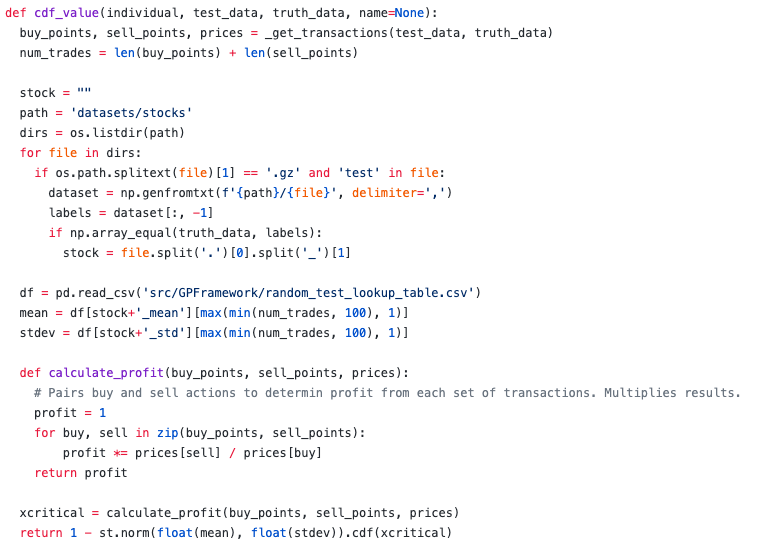 def cdf_value(individual, test_data, truth_data, name=None):
  buy_points, sell_points, prices = _get_transactions(test_data, truth_data)
  num_trades = len(buy_points) + len(sell_points)

  stock = ""
  path = 'datasets/stocks'
  dirs = os.listdir(path)
  for file in dirs:
    if os.path.splitext(file)[1] == '.gz' and 'test' in file:
      dataset = np.genfromtxt(f'{path}/{file}', delimiter=',')
      labels = dataset[:, -1]
      if np.array_equal(truth_data, labels):
        stock = file.split('.')[0].split('_')[1]

  df = pd.read_csv('src/GPFramework/random_test_lookup_table.csv')
  mean = df[stock+'_mean'][max(min(num_trades, 100), 1)]
  stdev = df[stock+'_std'][max(min(num_trades, 100), 1)]

  def calculate_profit(buy_points, sell_points, prices):
    # Pairs buy and sell actions to determin profit from each set of transactions. Multiplies results.
    profit = 1
    for buy, sell in zip(buy_points, sell_points):
        profit *= prices[sell] / prices[buy]
    return profit

  xcritical = calculate_profit(buy_points, sell_points, prices)
  return 1 - st.norm(float(mean), float(stdev)).cdf(xcritical)